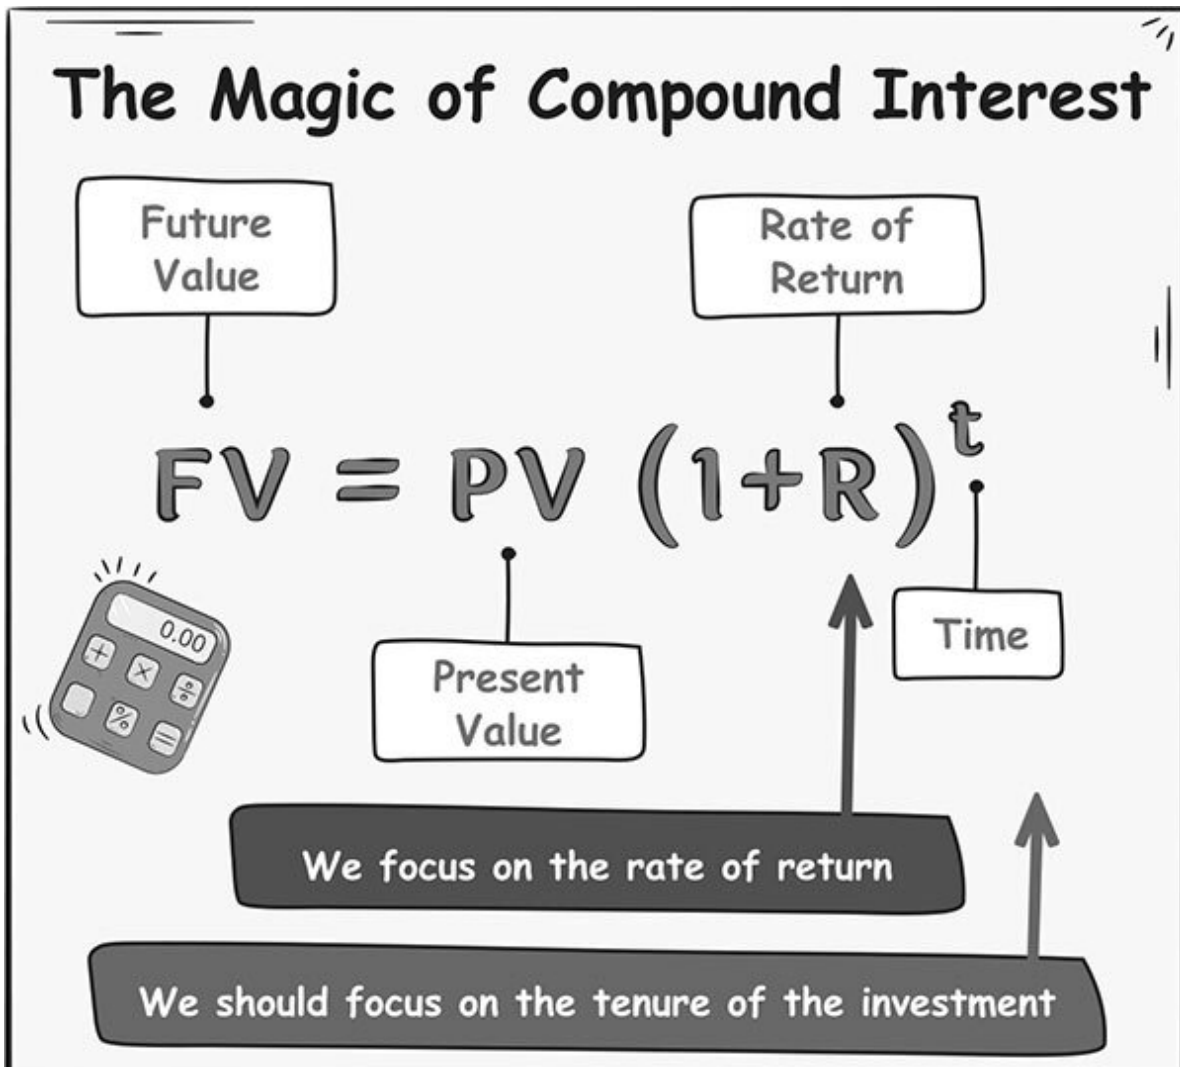 The Magic of Compound Interest
Future
Value
Rate of
Return
FV = PV (1+R)^t
0.00
+
×
÷
%
=
Present
Value
Time
We focus on the rate of return
We should focus on the tenure of the investment